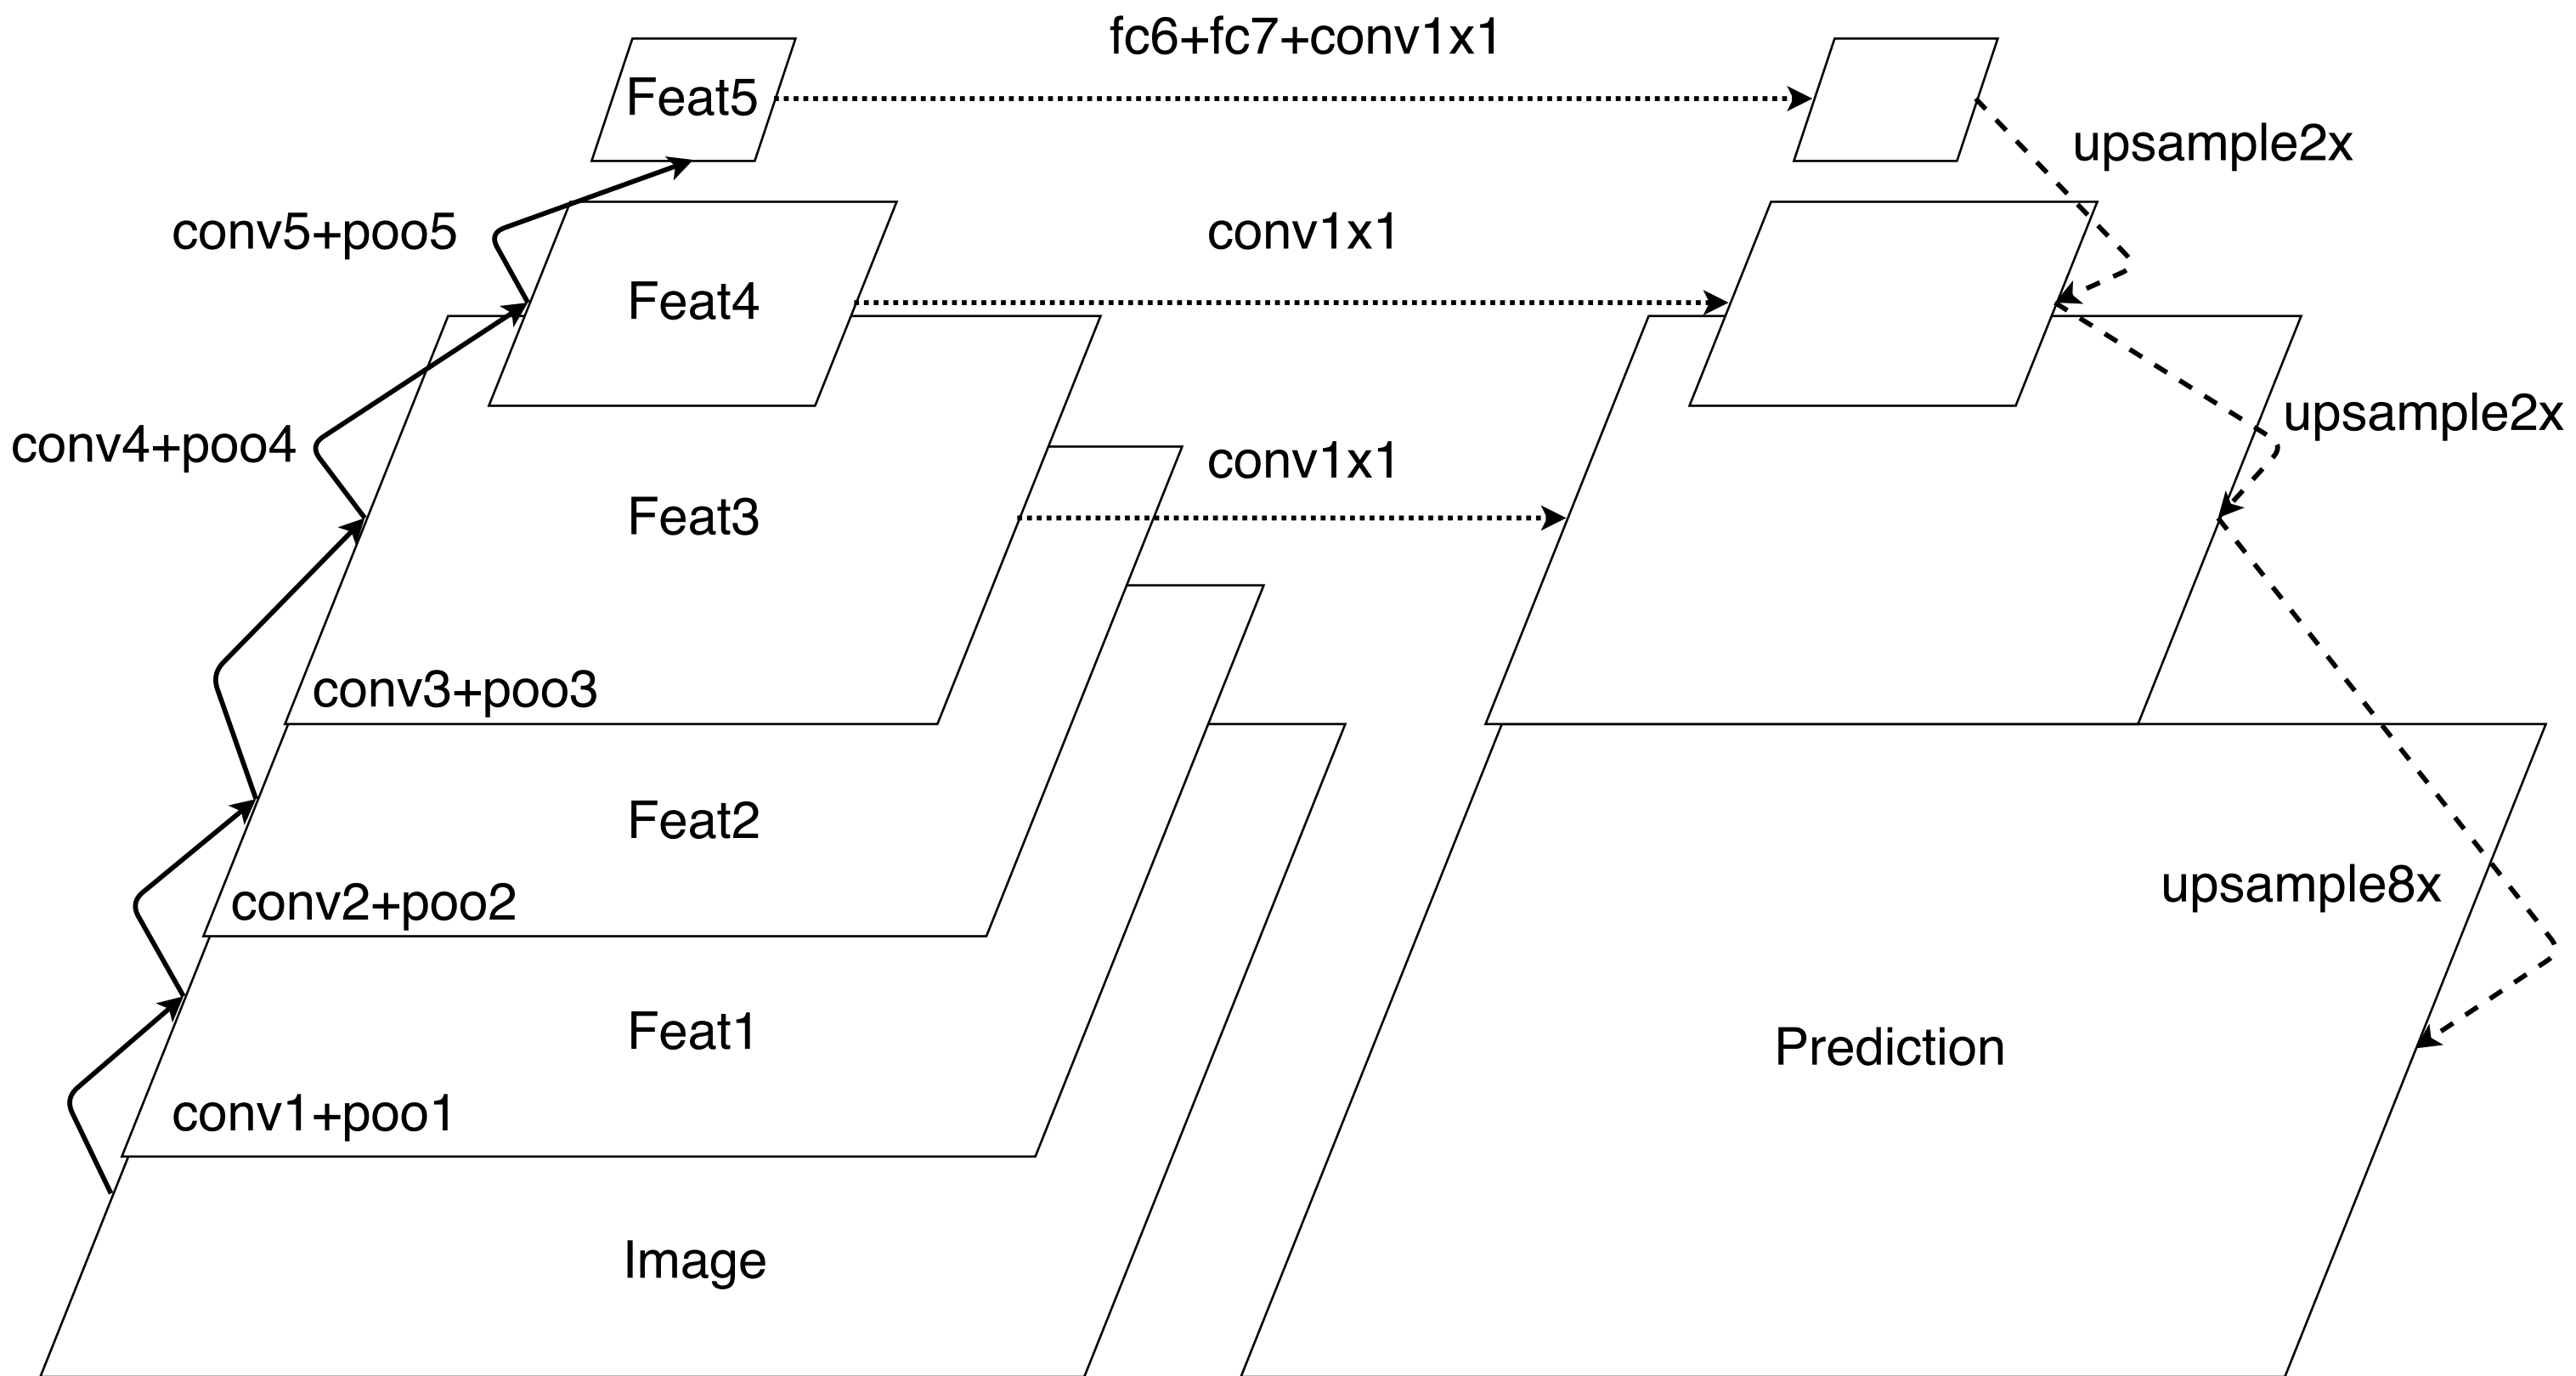 fc6+fc7+conv1x1
Feat5
upsample2x
conv5+poo5
conv1x1
Feat4
upsample2x
conv4+poo4
conv1x1
Feat3
conv3+poo3
Feat2
upsample8x
conv2+poo2
Feat1
Prediction
conv1+poo1
Image